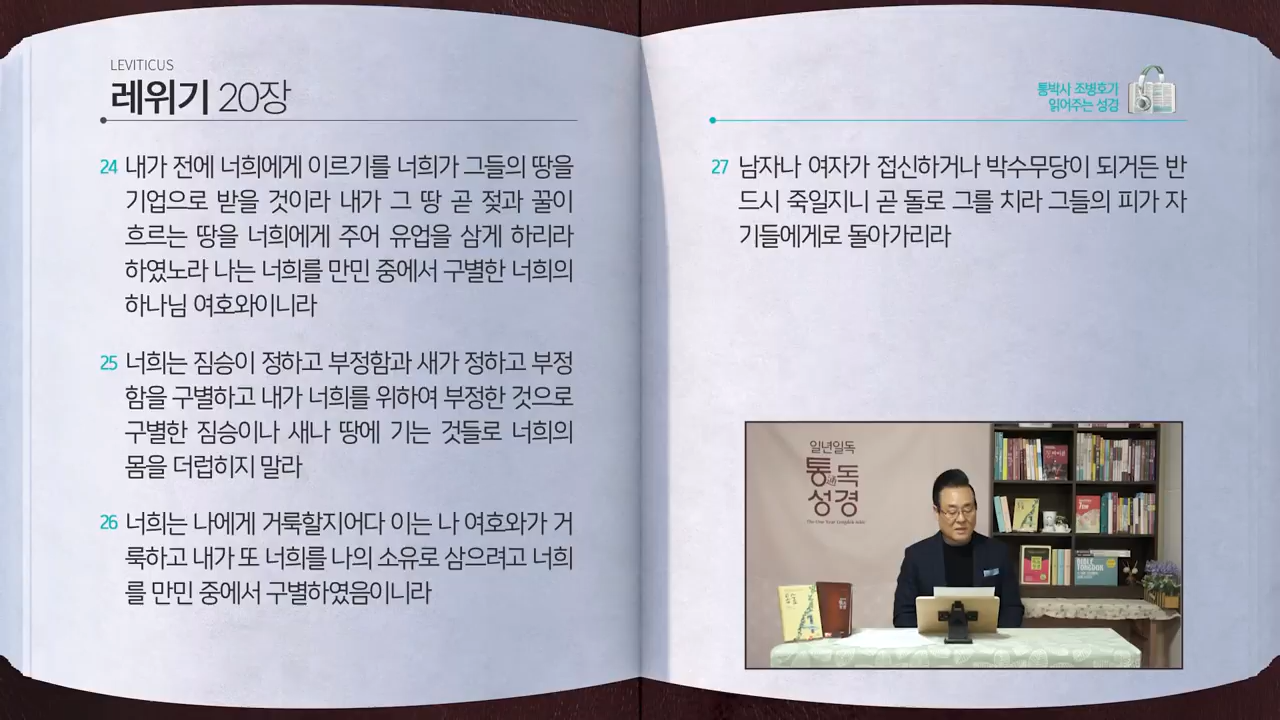 LEVITICUS
레위기 20장
24 내가 전에 너희에게 이르기를 너희가 그들의 땅을
기업으로 받을 것이라 내가 그 땅 곧 젖과 꿀이
흐르는 땅을 너희에게 주어 유업을 삼게 하리라
하였노라 나는 너희를 만민 중에서 구별한 너희의
하나님 여호와이니라
25 너희는 짐승이 정하고 부정함과 새가 정하고 부정
함을 구별하고 내가 너희를 위하여 부정한 것으로
구별한 짐승이나 새나 땅에 기는 것들로 너희의
몸을 더럽히지 말라
26 너희는 나에게 거룩할지어다 이는 나 여호와가 거
룩하고 내가 또 너희를 나의 소유로 삼으려고 너희
를 만민 중에서 구별하였음이니라
통박사 조병호가
읽어주는 성경
27 남자나 여자가 접신하거나 박수무당이 되거든 반
드시 죽일지니 곧 돌로 그를 치라 그들의 피가 자
기들에게로 돌아가리라
일년일독
통독
성경
BIBLE
TONGDOK